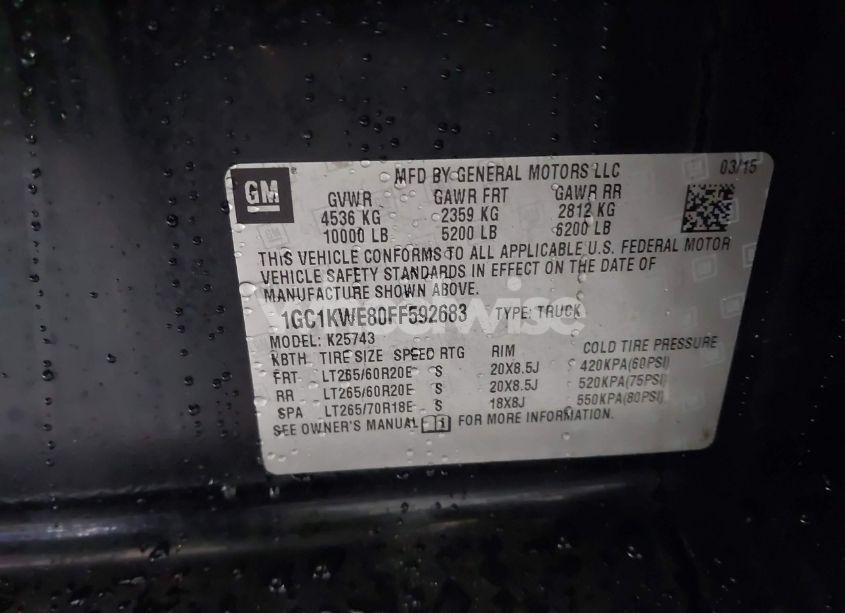 GM
MFD BY GENERAL MOTORS LLC 03/15
GVWR GAWR FRT GAWR RR
4536 KG 2359 KG 2812 KG
10000 LB 5200 LB 6200 LB
THIS VEHICLE CONFORMS TO ALL APPLICABLE U.S. FEDERAL MOTOR
VEHICLE SAFETY STANDARDS IN EFFECT ON THE DATE OF
MANUFACTURE SHOWN ABOVE.
1GC1KWE80FF592683 TYPE: TRUCK
MODEL: K25743
KBTH TIRE SIZE SPEED RTG RIM COLD TIRE PRESSURE
FRT LT265/60R20E S 20X8.5J 420KPA(60PSI)
RR LT265/60R20E S 20X8.5J 520KPA(75PSI)
SPA LT265/70R18E S 18X8J 550KPA(80PSI)
SEE OWNER'S MANUAL FOR MORE INFORMATION.